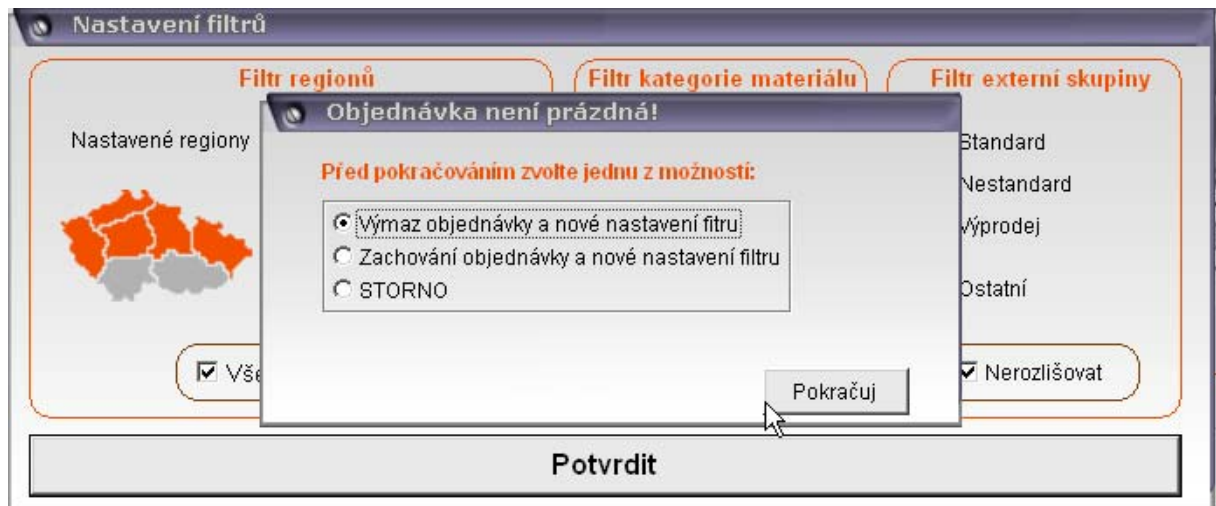 Nastavení filtrů
Filtr regionů
Filtr kategorie materiálu
Filtr externí skupiny
Objednávka není prázdná!
Nastavené regiony
Standard
Před pokračováním zvolte jednu z možností:
Nestandard
Výmaz objednávky a nové nastavení fitru
Výprodej
Zachování objednávky a nové nastavení filtru
STORNO
Ostatní
Nerozlišovat
Pokračuj
Potvrdit